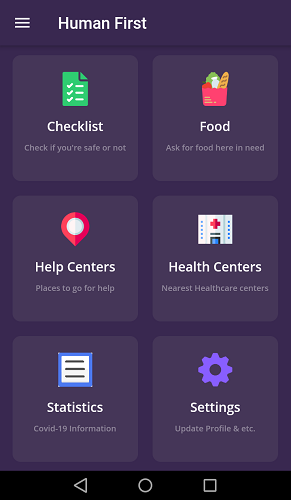 Human First
Checklist
Check if you're safe or not
Food
Ask for food here in need
Help Centers
Places to go for help
Health Centers
Nearest Healthcare centers
Statistics
Covid-19 Information
Settings
Update Profile & etc.